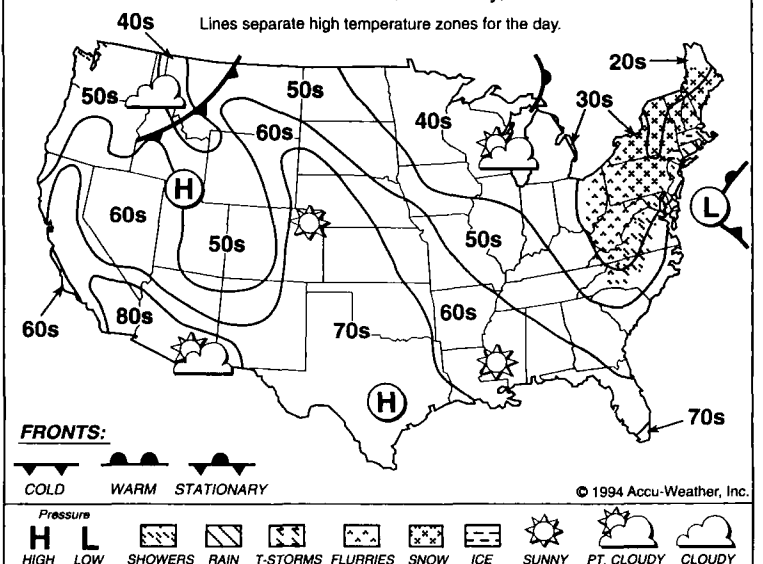 Lines separate high temperature zones for the day.
40s
20s
50s
50s
30s
40s
60s
H
L
60s
50s
50s
80s
60s
60s
70s
H
70s
FRONTS:
COLD WARM STATIONARY
© 1994 Accu-Weather, Inc.
Pressure
H L
HIGH LOW SHOWERS RAIN T-STORMS FLURRIES SNOW ICE SUNNY PT. CLOUDY CLOUDY